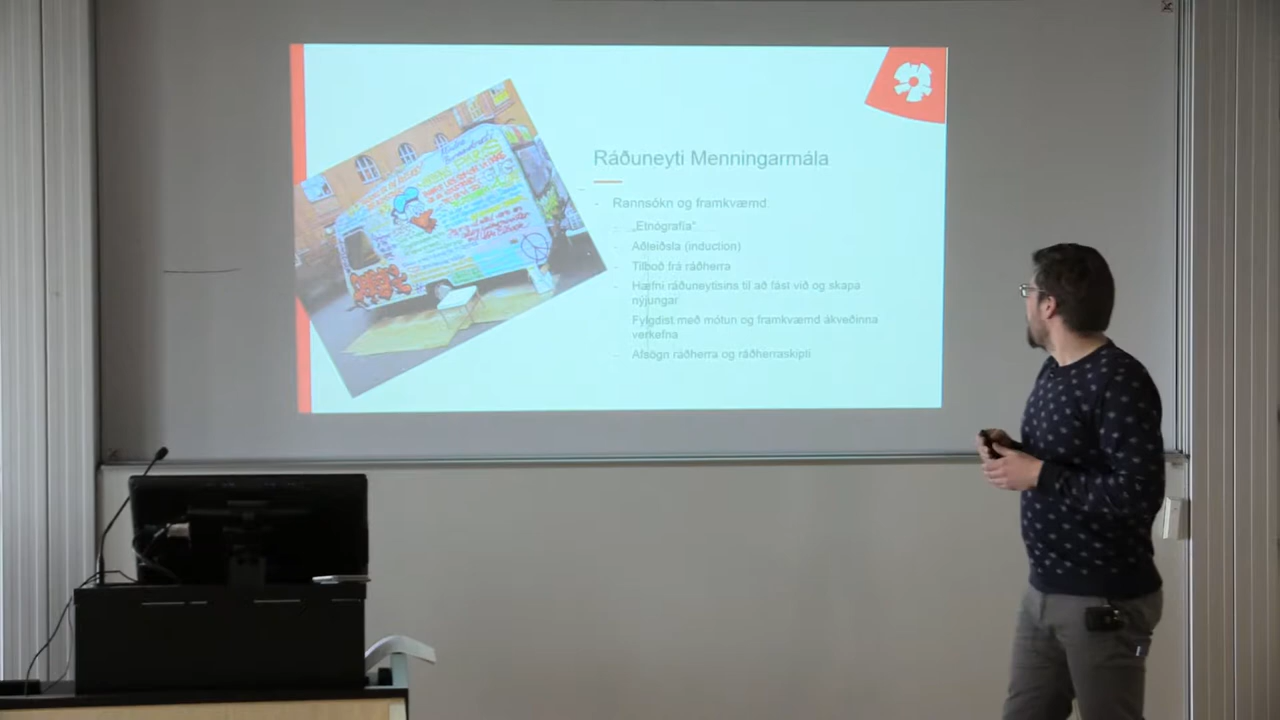 Ráðuneyti Menningarmála
- Rannsókn og framkvæmd:
- „Etnógrafía"
- Aðleiðsla (induction)
- Tilboð frá ráðherra
- Hæfni ráðuneytisins til að fást við og skapa
nýjungar
- Fylgdist með mótun og framkvæmd ákveðinna
verkefna
- Afsögn ráðherra og ráðherraskipti